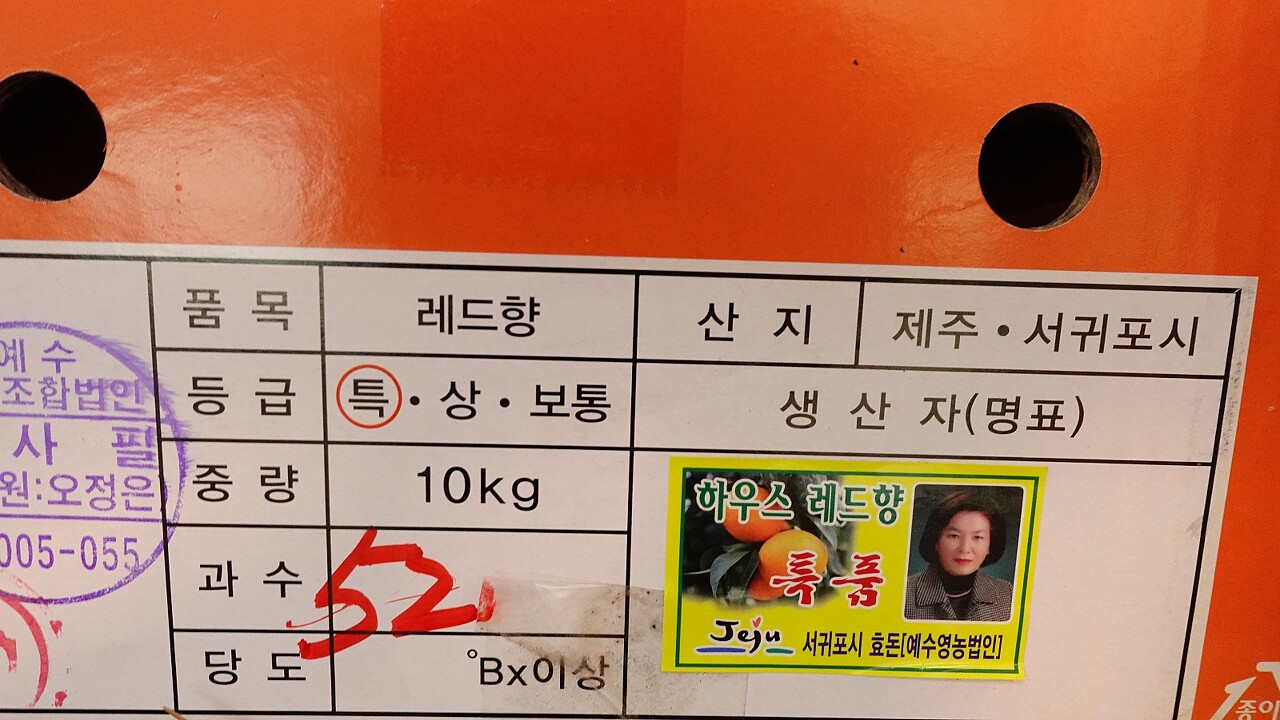 예수
조합법인
사 필
원:오정은
005-055
품 목 레드향
산 지 제주·서귀포시
등 급 특·상·보통
생 산 자(명표)
중 량 10kg
과 수 52
당 도 °Bx이상
하우스 레드향
특품
Jeju 서귀포시 효돈[예수영농법인]
종이